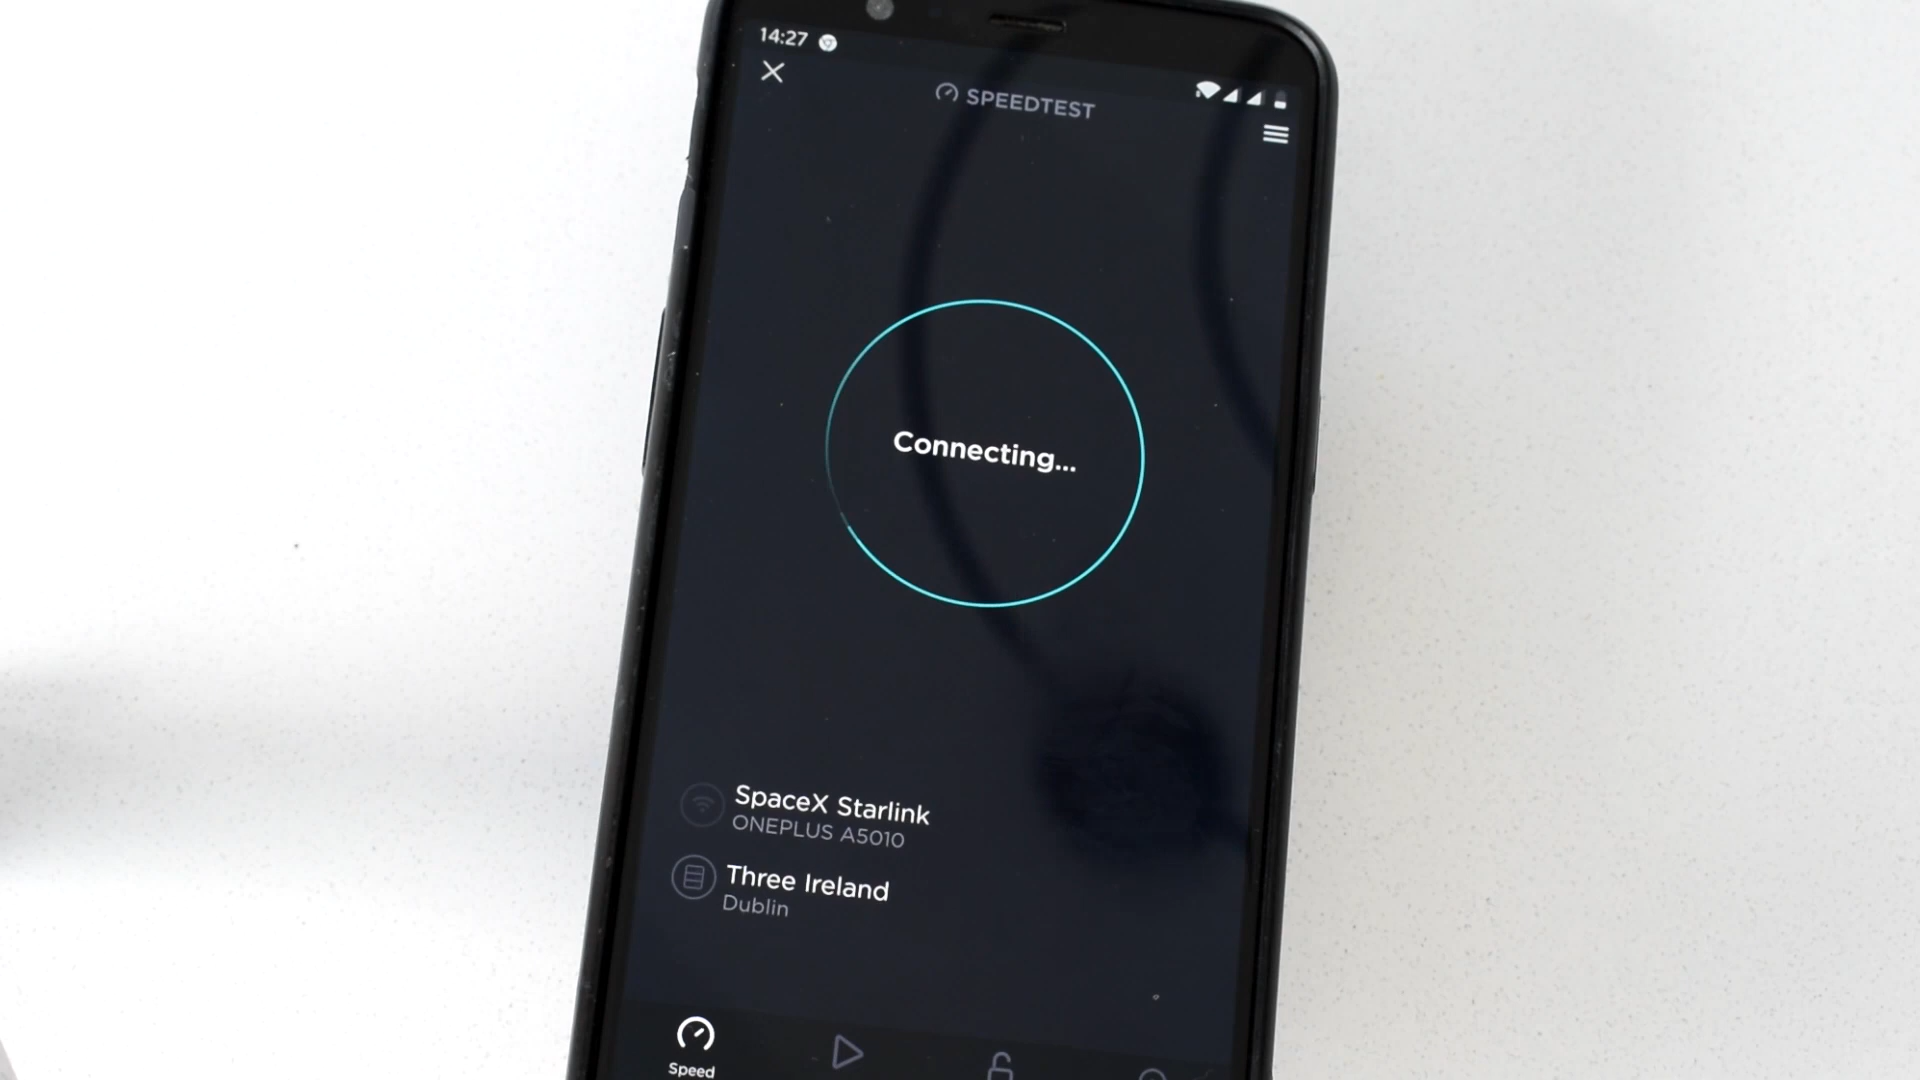 14:27
SPEEDTEST
Connecting...
SpaceX Starlink
ONEPLUS A5010
Three Ireland
Dublin
Speed